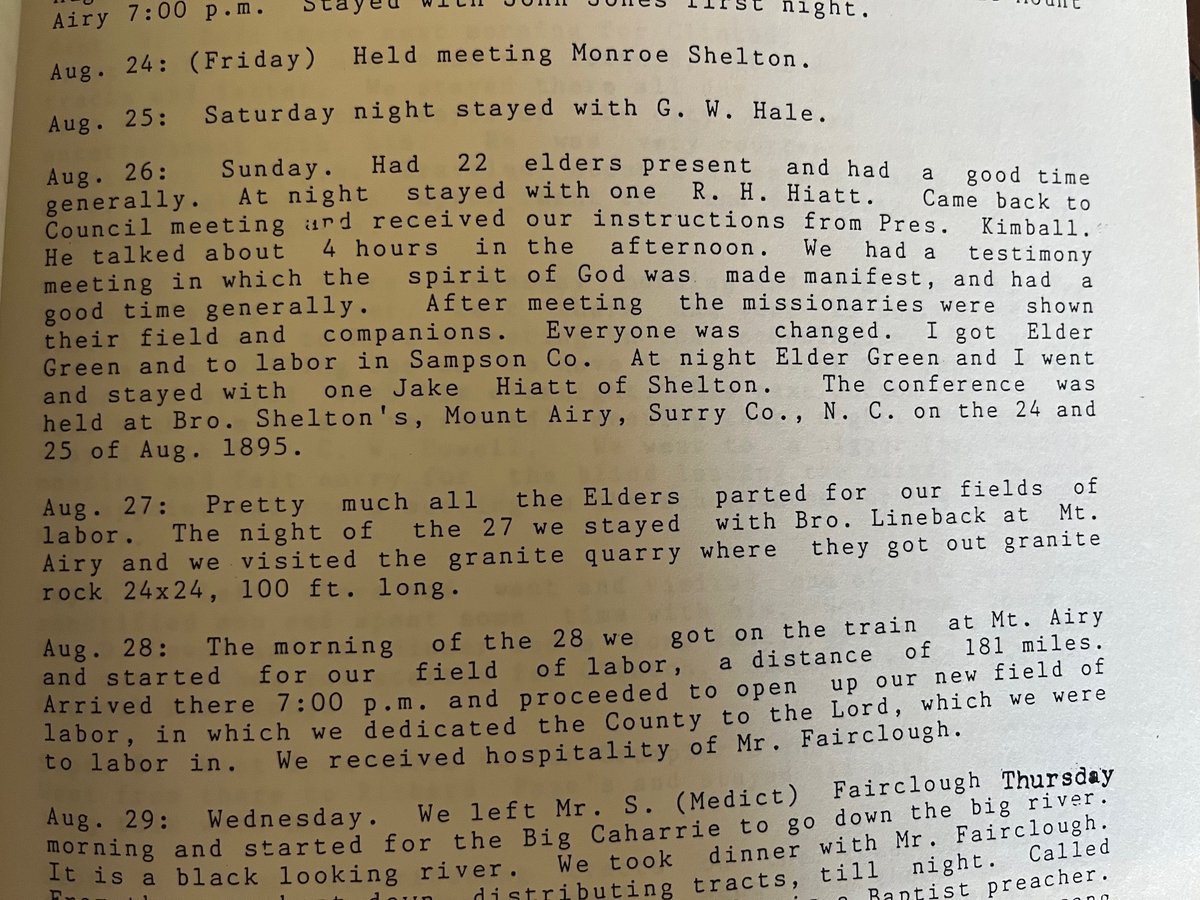 Airy 7:00 p.m. Stayed with John Jones first night.
Aug. 24: (Friday) Held meeting Monroe Shelton.
Aug. 25: Saturday night stayed with G. W. Hale.
Aug. 26: Sunday. Had 22 elders present and had a good time
generally. At night stayed with one R. H. Hiatt. Came back to
Council meeting and received our instructions from Pres. Kimball.
He talked about 4 hours in the afternoon. We had a testimony
meeting in which the spirit of God was made manifest, and had a
good time generally. After meeting the missionaries were shown
their field and companions. Everyone was changed. I got Elder
Green and to labor in Sampson Co. At night Elder Green and I went
and stayed with one Jake Hiatt of Shelton. The conference was
held at Bro. Shelton's, Mount Airy, Surry Co., N. C. on the 24 and
25 of Aug. 1895.
Aug. 27: Pretty much all the Elders parted for our fields of
labor. The night of the 27 we stayed with Bro. Lineback at Mt.
Airy and we visited the granite quarry where they got out granite
rock 24x24, 100 ft. long.
Aug. 28: The morning of the 28 we got on the train at Mt. Airy
and started for our field of labor, a distance of 181 miles.
Arrived there 7:00 p.m. and proceeded to open up our new field of
labor, in which we dedicated the County to the Lord, which we were
to labor in. We received hospitality of Mr. Fairclough.
Aug. 29: Wednesday. We left Mr. S. (Medict) Fairclough Thursday
morning and started for the Big Caharrie to go down the big river.
It is a black looking river. We took dinner with Mr. Fairclough.
distributing tracts, till night. Called
Baptist preacher.